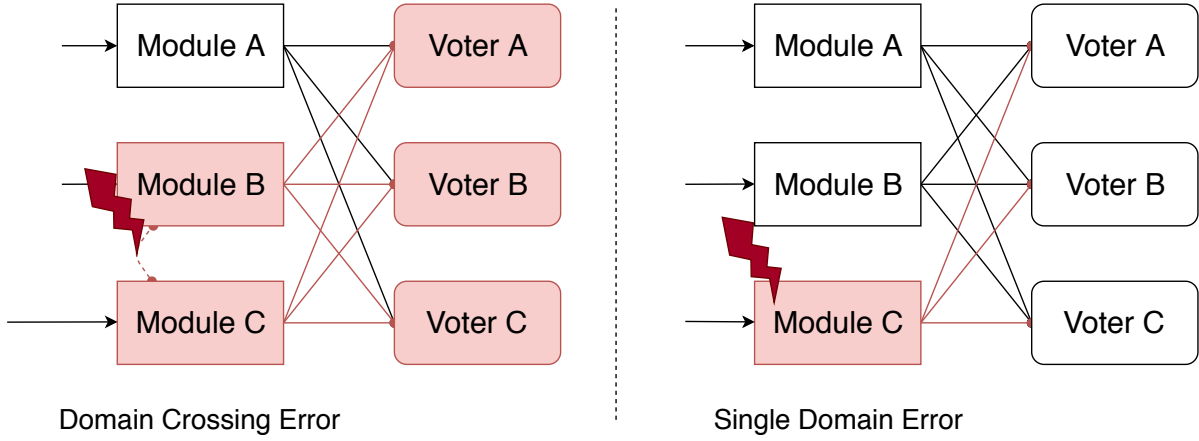 Module A
Voter A
Module B
Voter B
Module C
Voter C
Domain Crossing Error
Module A
Voter A
Module B
Voter B
Module C
Voter C
Single Domain Error